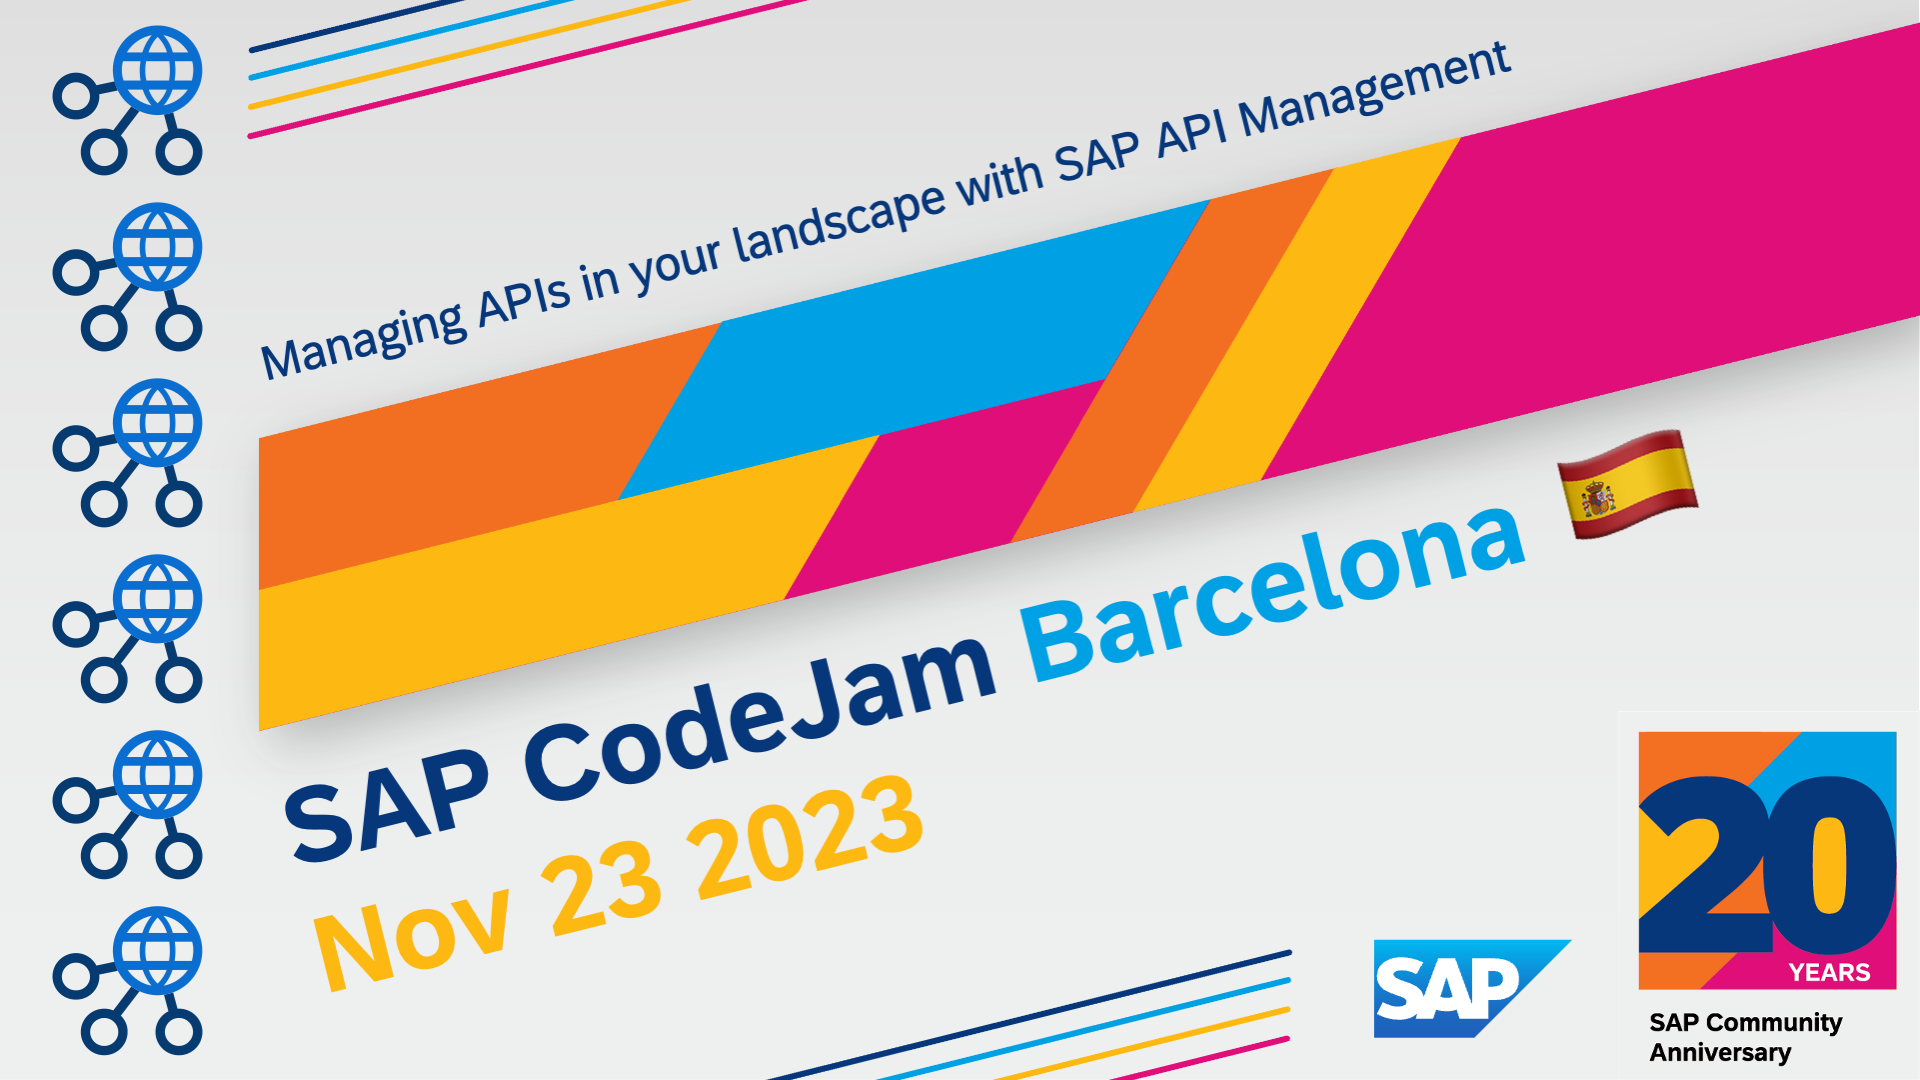 Managing APIs in your landscape with SAP API Management
SAP CodeJam Barcelona
Nov 23 2023
SAP
20
YEARS
SAP Community
Anniversary